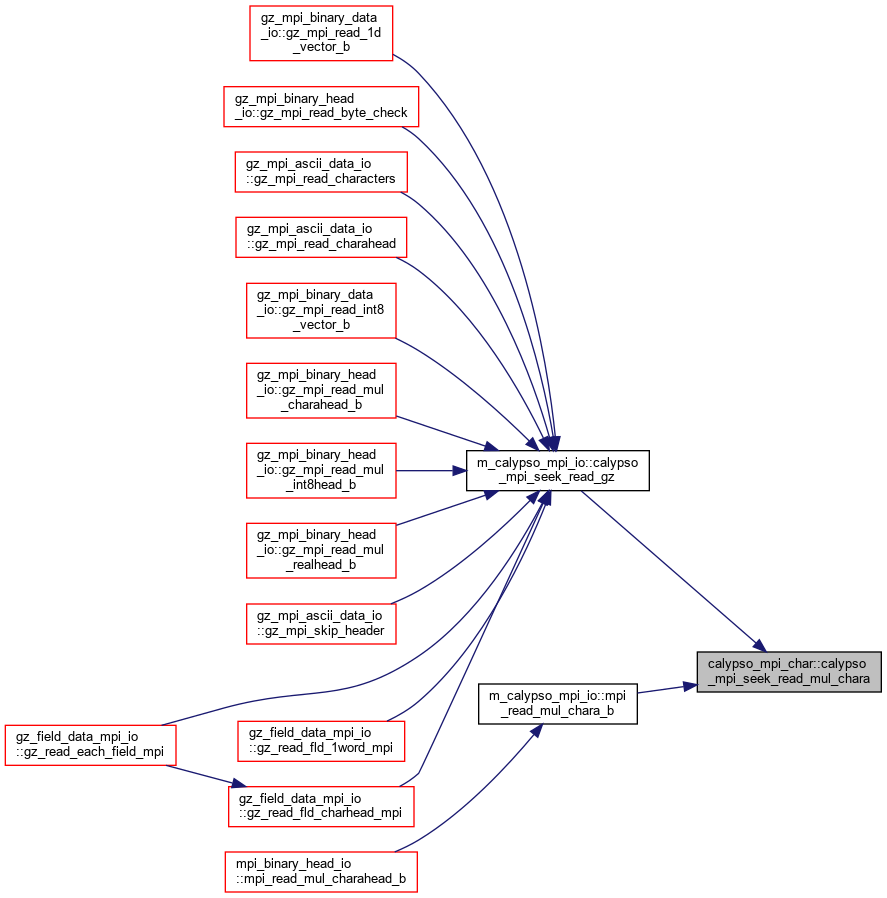 gz_mpi_binary_data
_io::gz_mpi_read_1d
_vector_b
gz_mpi_binary_head
_io::gz_mpi_read_byte_check
gz_mpi_ascii_data_io
::gz_mpi_read_characters
gz_mpi_ascii_data_io
::gz_mpi_read_charahead
gz_mpi_binary_data
_io::gz_mpi_read_int8
_vector_b
gz_mpi_binary_head
_io::gz_mpi_read_mul
_charahead_b
gz_mpi_binary_head
_io::gz_mpi_read_mul
_int8head_b
m_calypso_mpi_io::calypso
_mpi_seek_read_gz
gz_mpi_binary_head
_io::gz_mpi_read_mul
_realhead_b
gz_mpi_ascii_data_io
::gz_mpi_skip_header
calypso_mpi_char::calypso
_mpi_seek_read_mul_chara
m_calypso_mpi_io::mpi
_read_mul_chara_b
gz_field_data_mpi_io
::gz_read_each_field_mpi
gz_field_data_mpi_io
::gz_read_fld_1word_mpi
gz_field_data_mpi_io
::gz_read_fld_charhead_mpi
mpi_binary_head_io
::mpi_read_mul_charahead_b